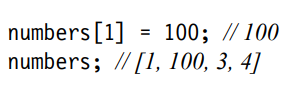 numbers[1] = 100; // 100
numbers; // [1, 100, 3, 4]